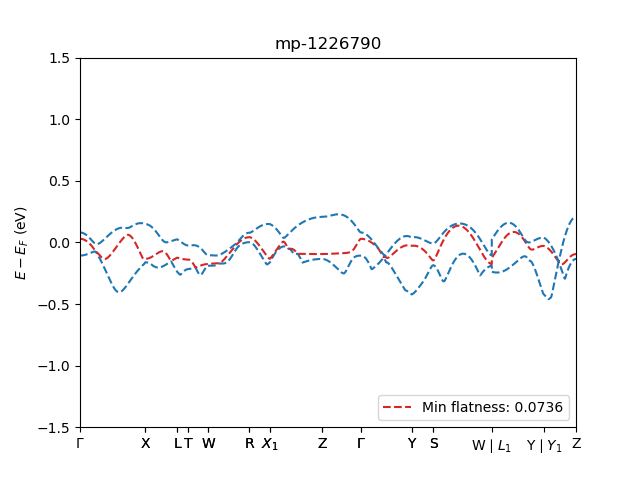 mp-1226790
E − E_F (eV)
1.5
1.0
0.5
0.0
−0.5
−1.0
−1.5
Min flatness: 0.0736
Γ X L T W R X₁ Z Γ Y S W | L₁ Y | Y₁ Z